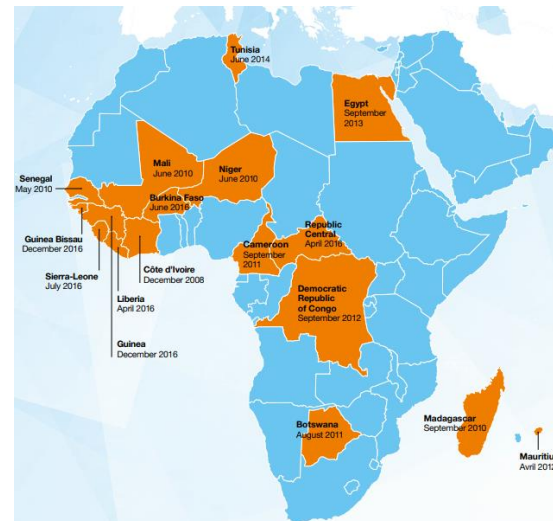 Tunisia
June 2014
Egypt
September
2013
Mali
June 2010
Niger
June 2010
Senegal
May 2010
Burkina Faso
June 2016
Republic
Central
April 2016
Guinea Bissau
December 2016
Cameroon
September
2011
Sierra-Leone
July 2016
Côte d'Ivoire
December 2008
Liberia
April 2016
Democratic
Republic
of Congo
September 2012
Guinea
December 2016
Botswana
August 2011
Madagascar
September 2010
Mauritiu
Avril 2012